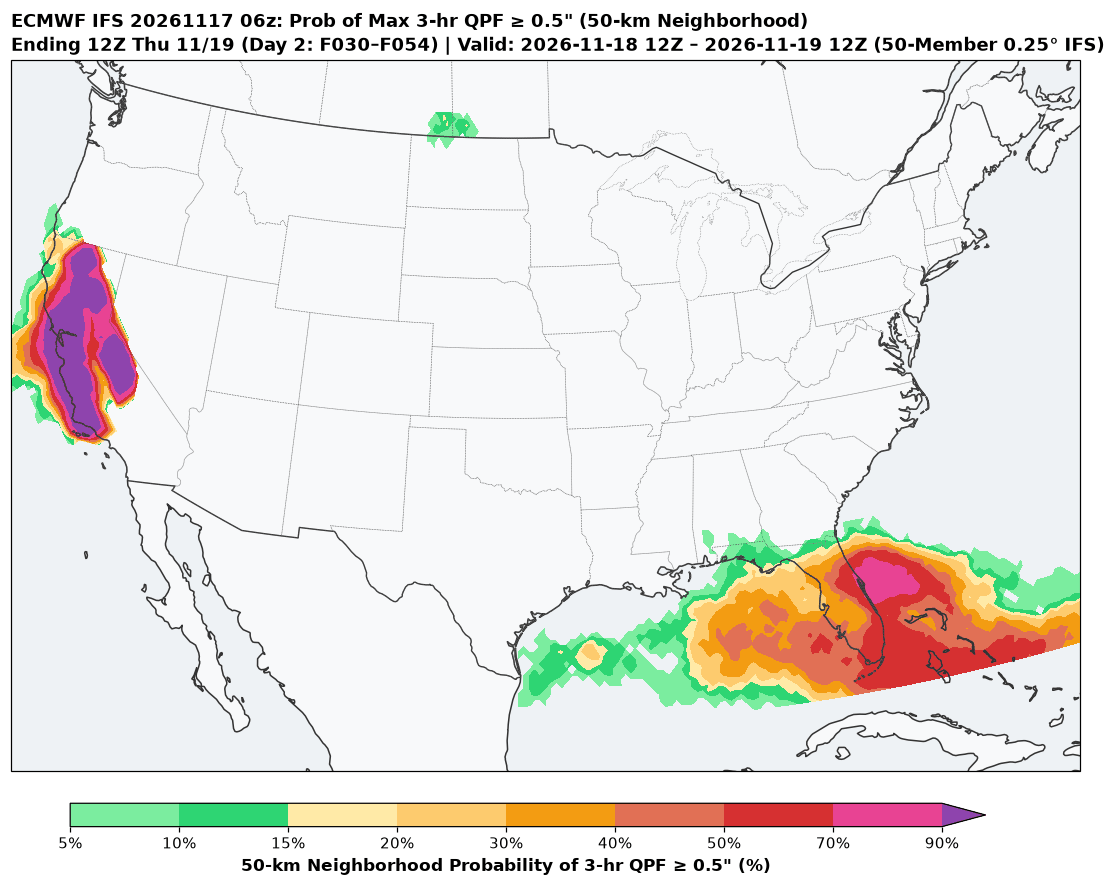 ECMWF IFS 20261117 06z: Prob of Max 3-hr QPF ≥ 0.5" (50-km Neighborhood)
Ending 12Z Thu 11/19 (Day 2: F030–F054) | Valid: 2026-11-18 12Z – 2026-11-19 12Z (50-Member 0.25° IFS)
5% 10% 15% 20% 30% 40% 50% 70% 90%
50-km Neighborhood Probability of 3-hr QPF ≥ 0.5" (%)